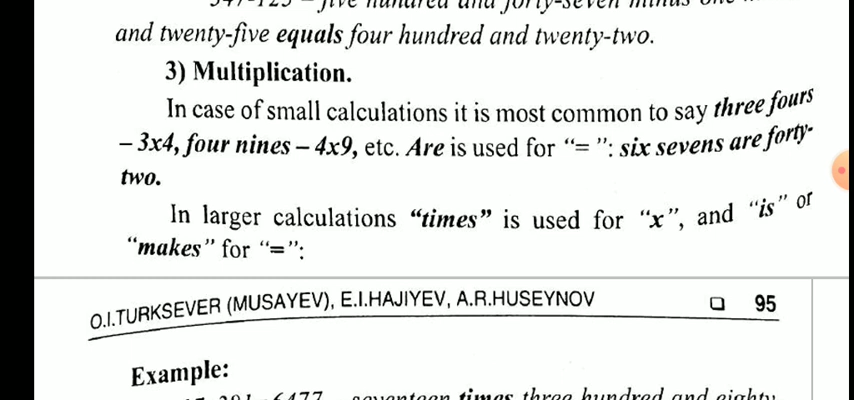 and twenty-five equals four hundred and twenty-two.
3) Multiplication.
In case of small calculations it is most common to say three fours
– 3x4, four nines – 4x9, etc. Are is used for “= ”: six sevens are forty-
two.
In larger calculations “times” is used for “x”, and “is” or
“makes” for “=”:
O.I.TURKSEVER (MUSAYEV), E.I.HAJIYEV, A.R.HUSEYNOV 95
Example:
seventeen times three hundred and eighty